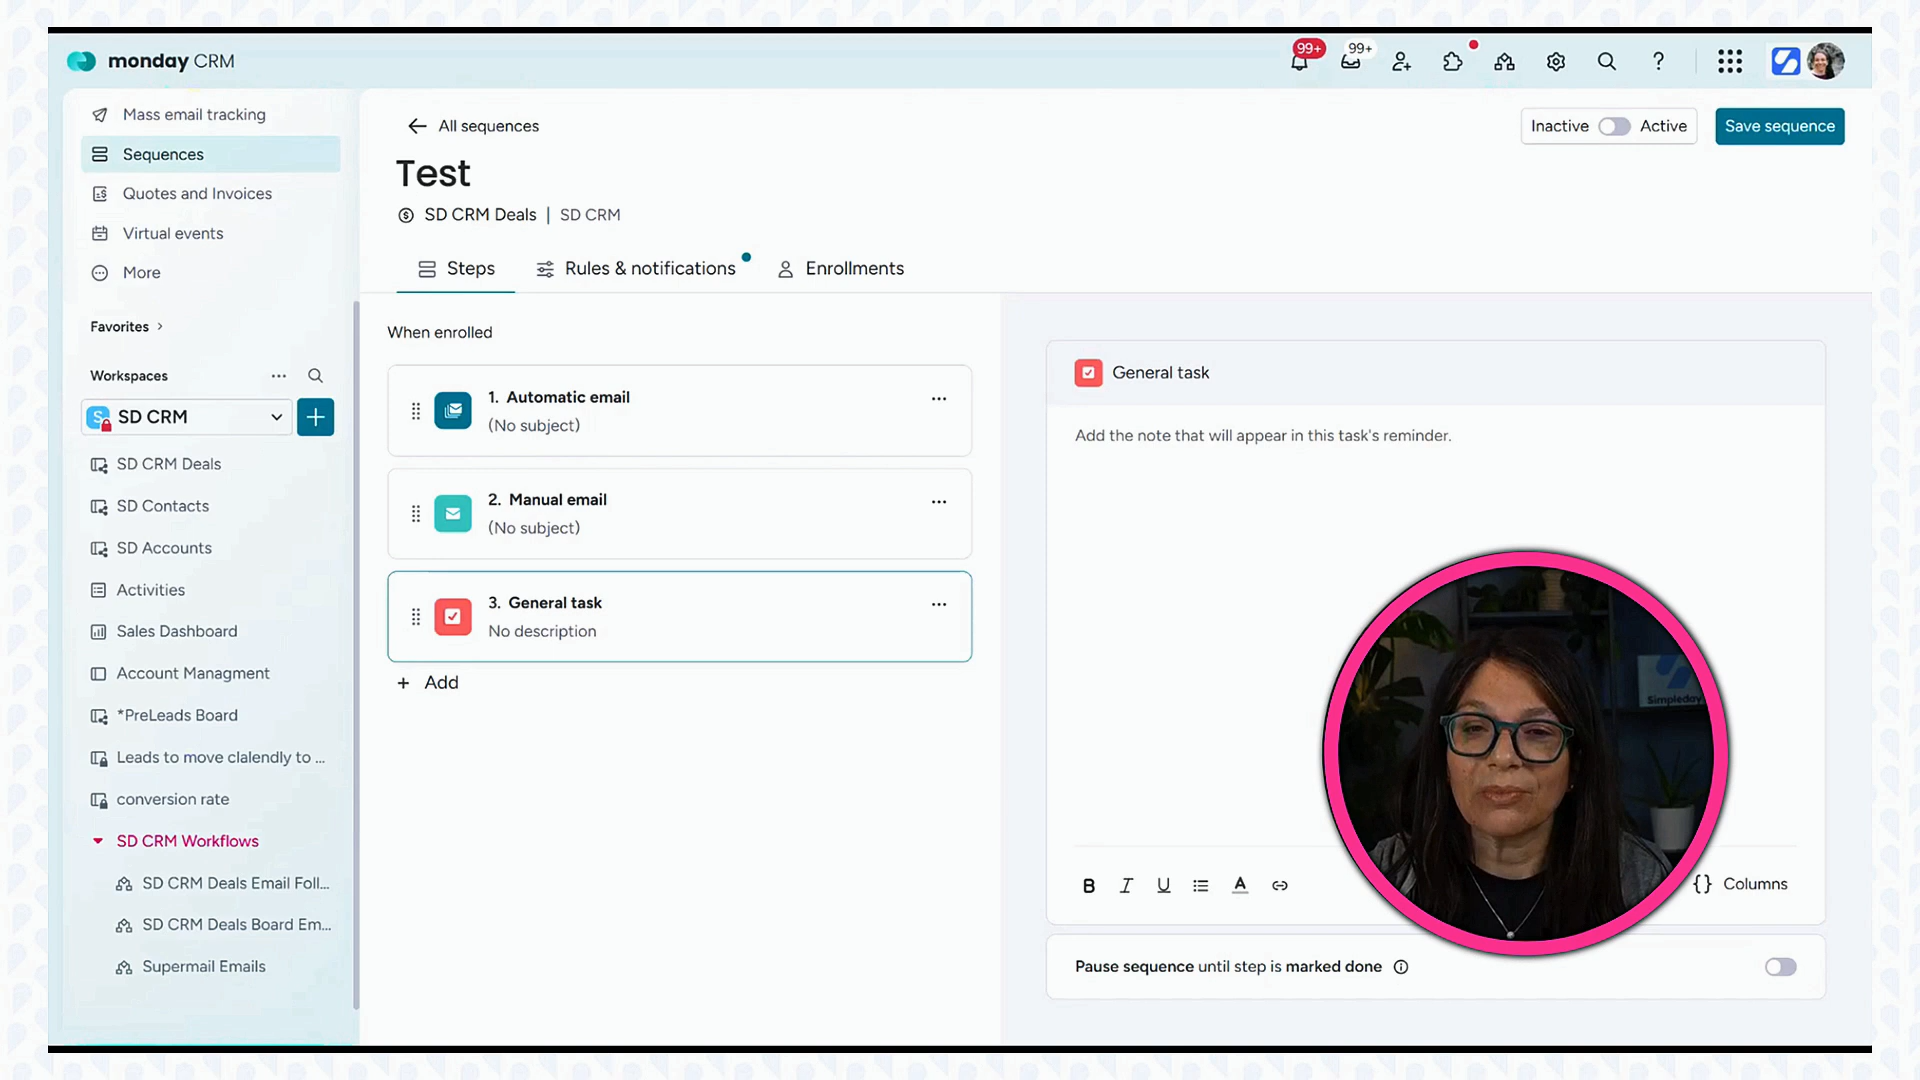 monday CRM
99+
99+
Mass email tracking
Sequences
Quotes and Invoices
Virtual events
More
Favorites
Workspaces
SD CRM
SD CRM Deals
SD Contacts
SD Accounts
Activities
Sales Dashboard
Account Managment
*PreLeads Board
Leads to move clalendly to ...
conversion rate
SD CRM Workflows
SD CRM Deals Email Foll...
SD CRM Deals Board Em...
Supermail Emails
All sequences
Inactive Active
Save sequence
Test
SD CRM Deals | SD CRM
Steps
Rules & notifications
Enrollments
When enrolled
1. Automatic email
(No subject)
2. Manual email
(No subject)
3. General task
No description
+ Add
General task
Add the note that will appear in this task's reminder.
Simpleday
B I U A
{} Columns
Pause sequence until step is marked done